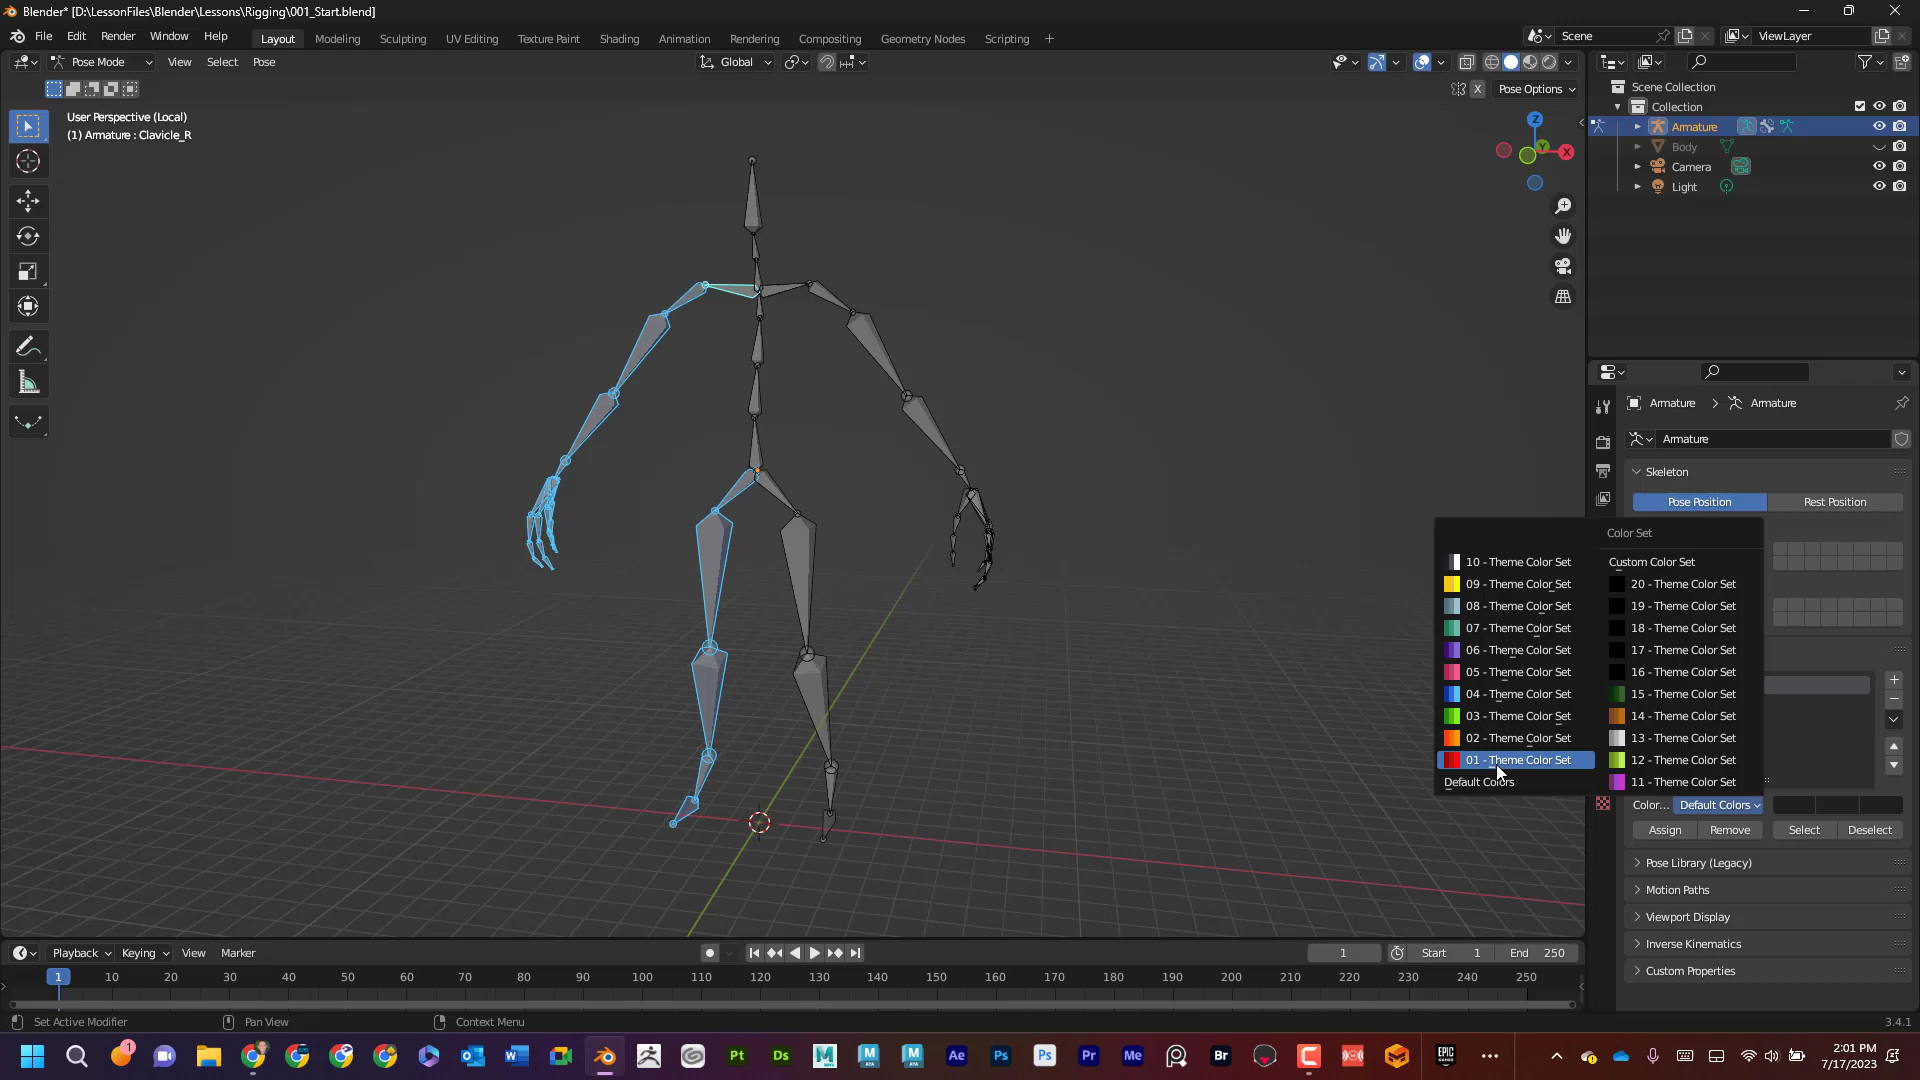 Blender* [D:\LessonFiles\Blender\Lessons\Rigging\001_Start.blend]
File Edit Render Window Help Layout Modeling Sculpting UV Editing Texture Paint Shading Animation Rendering Compositing Geometry Nodes Scripting + Scene ViewLayer
Pose Mode View Select Pose Global
X Pose Options
User Perspective (Local)
(1) Armature : Clavicle_R
Z
Y
X
Scene Collection
Collection
Armature
Body
Camera
Light
Armature > Armature
Armature
Skeleton
Pose Position Rest Position
Color Set
10 - Theme Color Set Custom Color Set
09 - Theme Color Set 20 - Theme Color Set
08 - Theme Color Set 19 - Theme Color Set
07 - Theme Color Set 18 - Theme Color Set
06 - Theme Color Set 17 - Theme Color Set
05 - Theme Color Set 16 - Theme Color Set
04 - Theme Color Set 15 - Theme Color Set
03 - Theme Color Set 14 - Theme Color Set
02 - Theme Color Set 13 - Theme Color Set
01 - Theme Color Set 12 - Theme Color Set
Default Colors 11 - Theme Color Set
Color... Default Colors
Assign Remove Select Deselect
Pose Library (Legacy)
Motion Paths
Viewport Display
Inverse Kinematics
Custom Properties
Playback Keying View Marker 1 Start 1 End 250
1 10 20 30 40 50 60 70 80 90 100 110 120 130 140 150 160 170 180 190 200 210 220 230 240 250
Set Active Modifier Pan View Context Menu 3.4.1
1 Pt Ds M M M Ae Ps Ps Pr Me Br EPIC GAMES 2:01 PM
7/17/2023